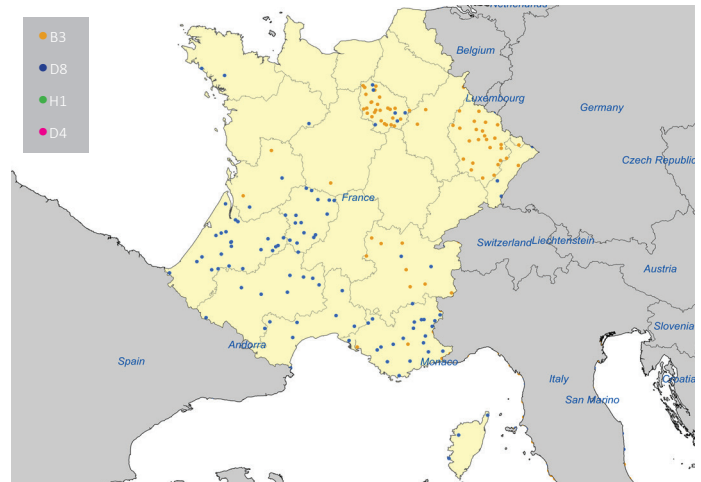 Netherlands
B3
D8
H1
D4
Belgium
Luxembourg
Germany
Czech Republic
France
Switzerland
Liechtenstein
Austria
Slovenia
Andorra
Spain
Monaco
Italy
San Marino
Croatia